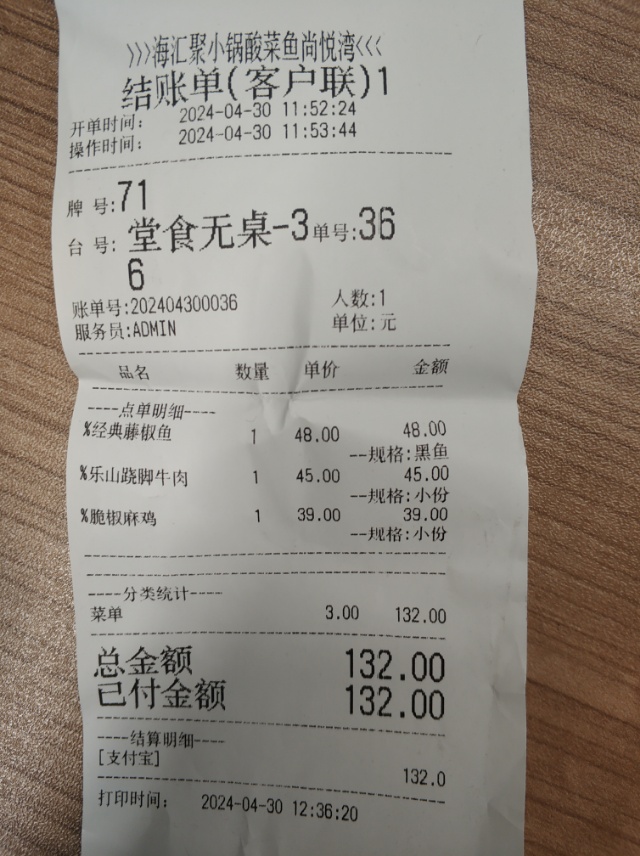 >>>海汇聚小锅酸菜鱼尚悦湾<<<
结账单(客户联)1
开单时间: 2024-04-30 11:52:24
操作时间: 2024-04-30 11:53:44
牌 号:71
台 号: 堂食无桌-3 单号:36
6
账单号:202404300036 人数:1
服务员:ADMIN 单位:元
品名 数量 单价 金额
----点单明细----
%经典藤椒鱼 1 48.00 48.00
--规格:黑鱼
%乐山跷脚牛肉 1 45.00 45.00
--规格:小份
%脆椒麻鸡 1 39.00 39.00
--规格:小份
----分类统计----
菜单 3.00 132.00
总金额 132.00
已付金额 132.00
----结算明细----
[支付宝]
132.0
打印时间: 2024-04-30 12:36:20